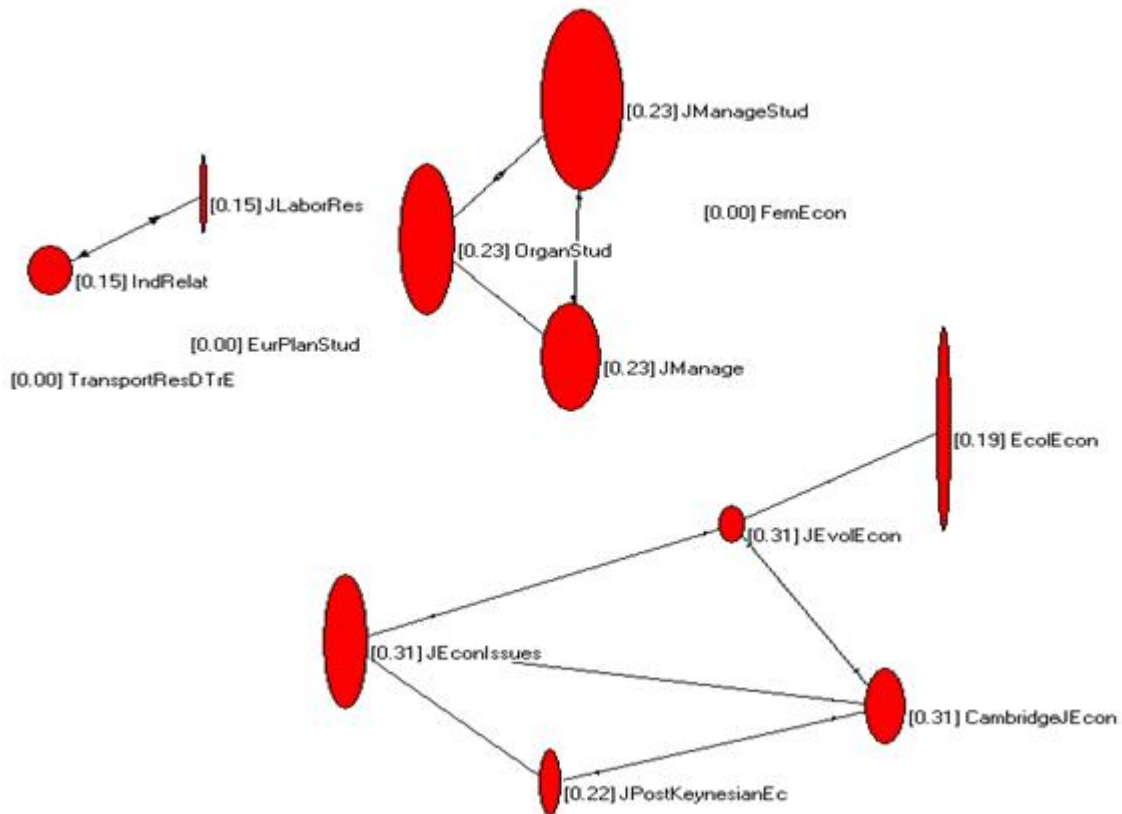 [0.23] JManageStud
[0.15] JLaborRes
[0.00] FemEcon
[0.23] OrganStud
[0.15] IndRelat
[0.00] EurPlanStud
[0.23] JManage
[0.00] TransportResDTrE
[0.19] EcolEcon
[0.31] JEvolEcon
[0.31] JEconIssues
[0.31] CambridgeJEcon
[0.22] JPostKeynesianEc